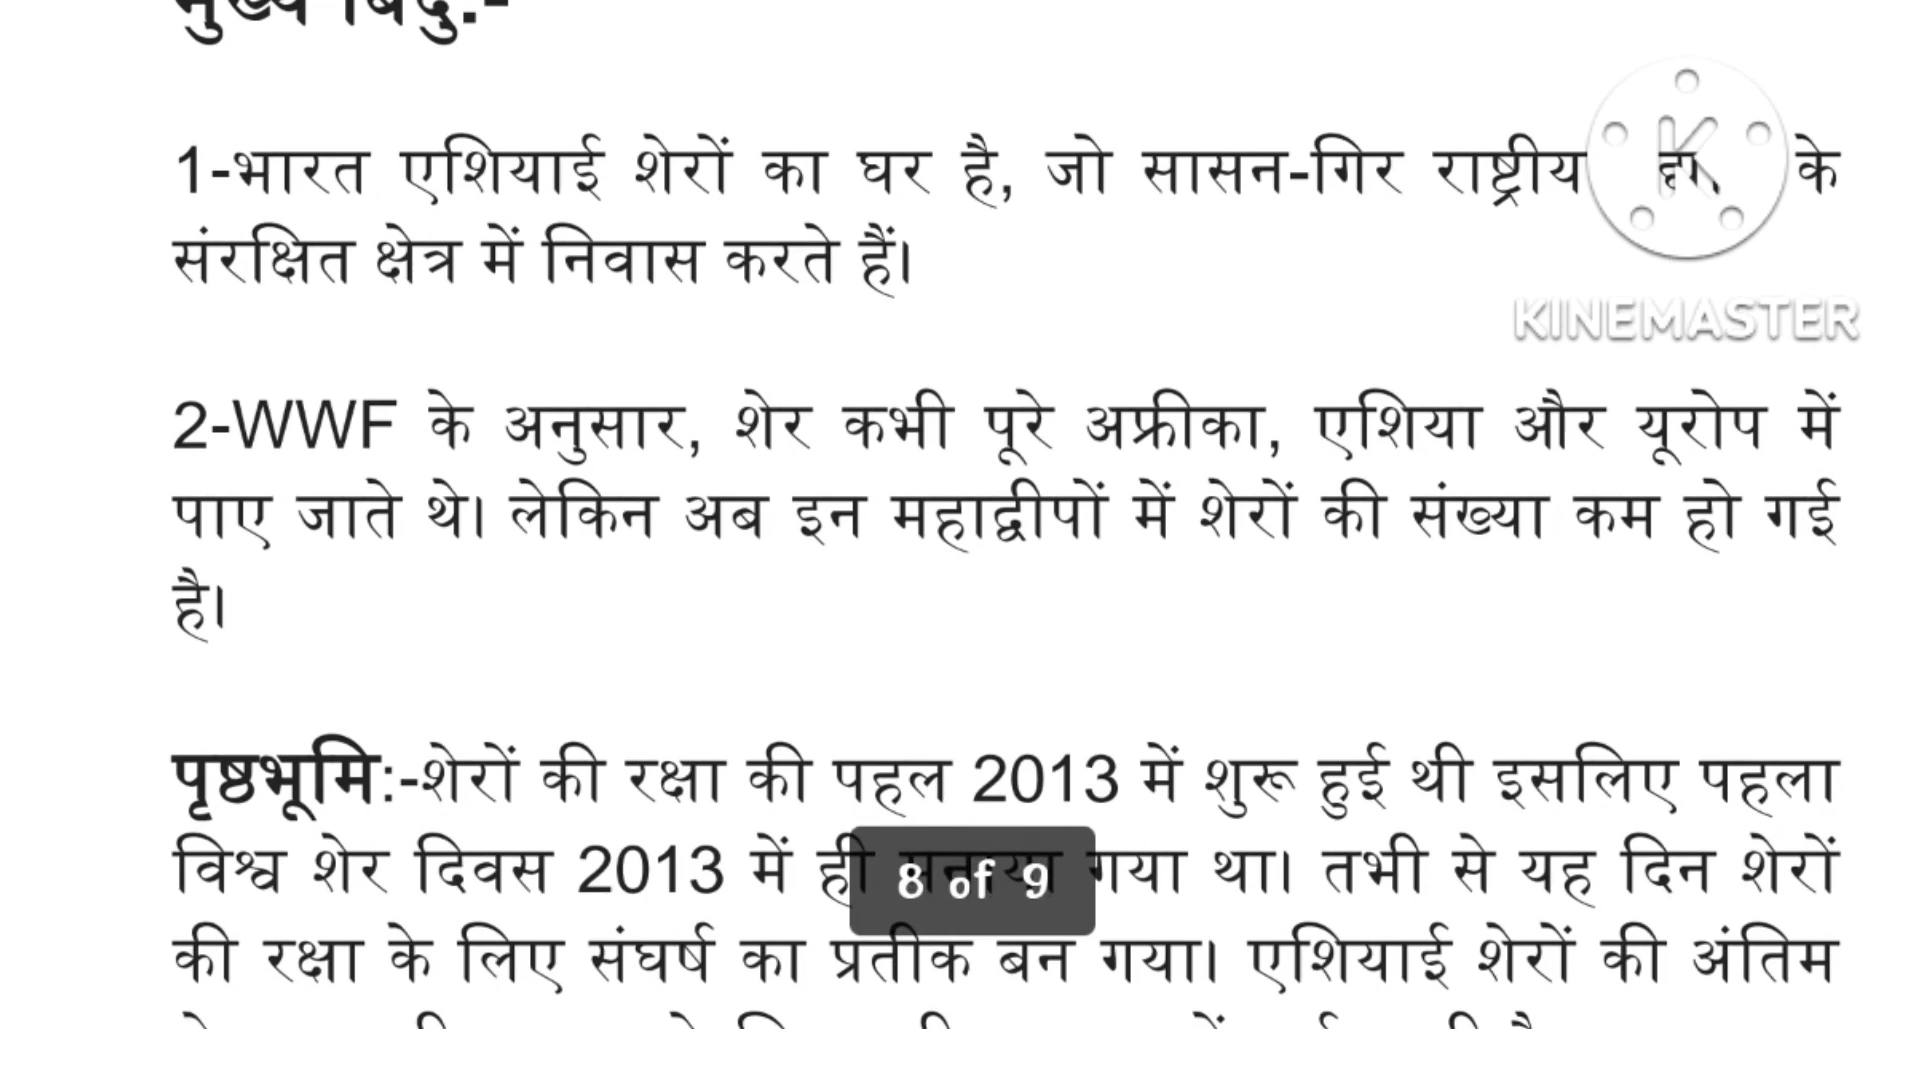 मुख्य बिंदु:-
1-भारत एशियाई शेरों का घर है, जो सासन-गिर राष्ट्रीय के
संरक्षित क्षेत्र में निवास करते हैं।
KINEMASTER
2-WWF के अनुसार, शेर कभी पूरे अफ्रीका, एशिया और यूरोप में
पाए जाते थे। लेकिन अब इन महाद्वीपों में शेरों की संख्या कम हो गई
है।
पृष्ठभूमि:-शेरों की रक्षा की पहल 2013 में शुरू हुई थी इसलिए पहला
विश्व शेर दिवस 2013 में ही मनाया गया था। तभी से यह दिन शेरों
8 of 9
की रक्षा के लिए संघर्ष का प्रतीक बन गया। एशियाई शेरों की अंतिम